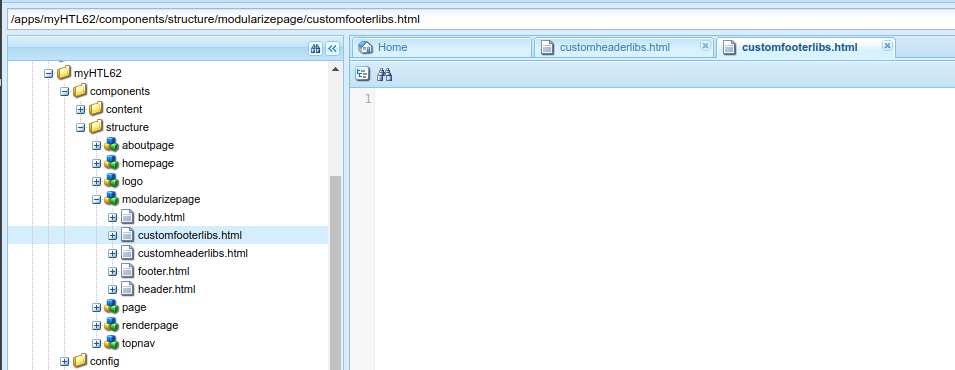 /apps/myHTL62/components/structure/modularizepage/customfooterlibs.html
Home
customheaderlibs.html
customfooterlibs.html
myHTL62
components
content
structure
aboutpage
homepage
logo
modularizepage
body.html
customfooterlibs.html
customheaderlibs.html
footer.html
header.html
page
renderpage
topnav
config
1